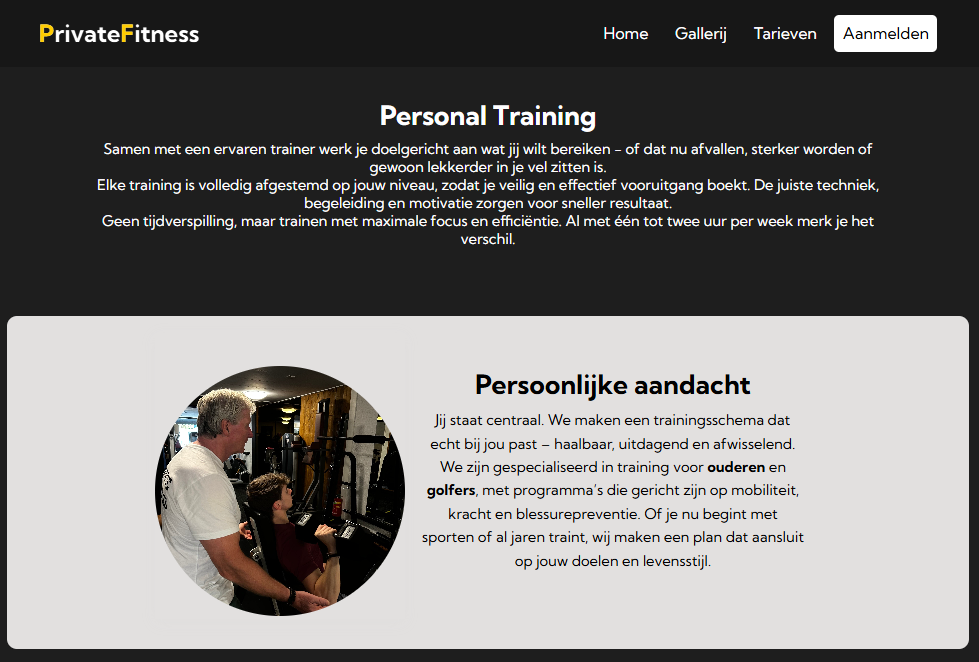 PrivateFitness
Home Gallerij Tarieven Aanmelden
Personal Training
Samen met een ervaren trainer werk je doelgericht aan wat jij wilt bereiken - of dat nu afvallen, sterker worden of
gewoon lekkerder in je vel zitten is.
Elke training is volledig afgestemd op jouw niveau, zodat je veilig en effectief vooruitgang boekt. De juiste techniek,
begeleiding en motivatie zorgen voor sneller resultaat.
Geen tijdverspilling, maar trainen met maximale focus en efficiëntie. Al met één tot twee uur per week merk je het
verschil.
Persoonlijke aandacht
Jij staat centraal. We maken een trainingsschema dat
echt bij jou past – haalbaar, uitdagend en afwisselend.
We zijn gespecialiseerd in training voor ouderen en
golfers, met programma's die gericht zijn op mobiliteit,
kracht en blessurepreventie. Of je nu begint met
sporten of al jaren traint, wij maken een plan dat aansluit
op jouw doelen en levensstijl.